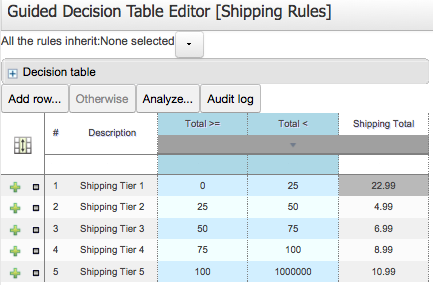 Guided Decision Table Editor [Shipping Rules]
All the rules inherit:None selected
Decision table
Add row... Otherwise Analyze... Audit log
# Description Total >= Total < Shipping Total
1 Shipping Tier 1 0 25 22.99
2 Shipping Tier 2 25 50 4.99
3 Shipping Tier 3 50 75 6.99
4 Shipping Tier 4 75 100 8.99
5 Shipping Tier 5 100 1000000 10.99